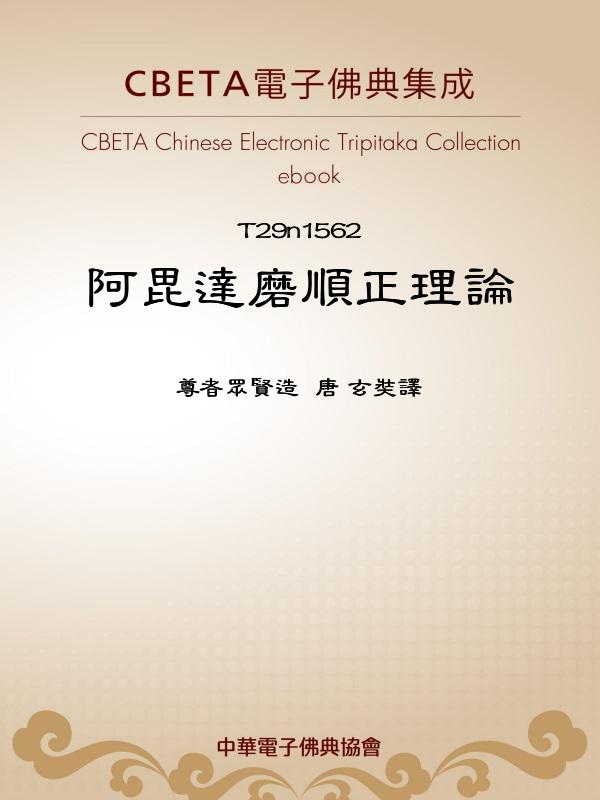 CBETA電子佛典集成
CBETA Chinese Electronic Tripitaka Collection
ebook
T29n1562
阿毘達磨順正理論
尊者眾賢造 唐 玄奘譯
中華電子佛典協會